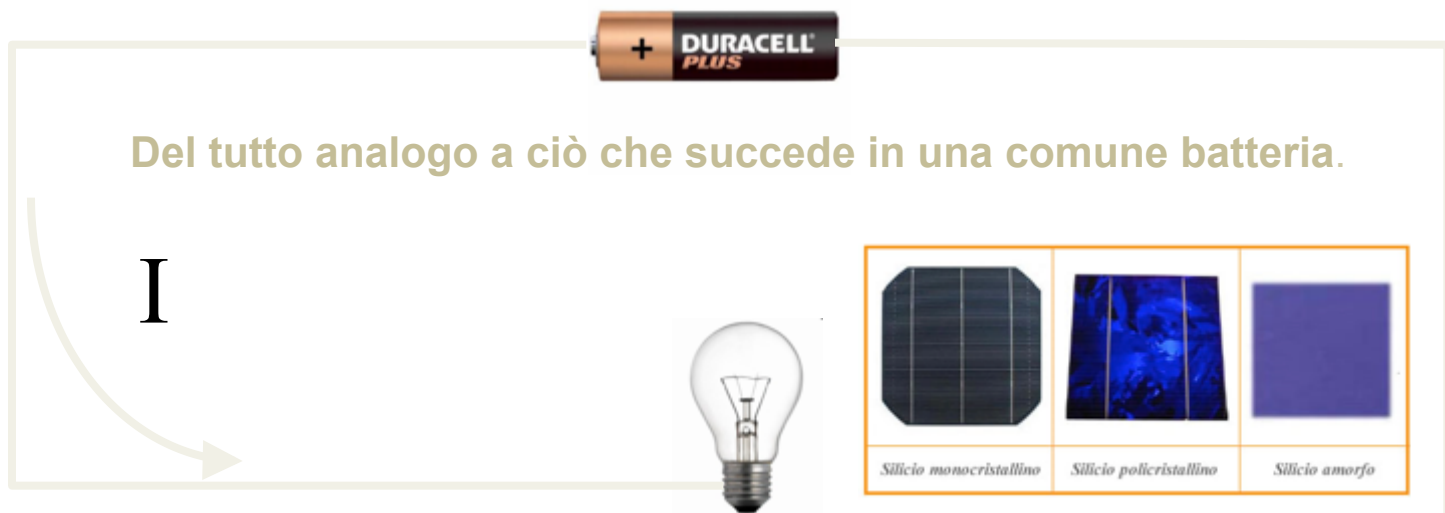 + DURACELL
PLUS
Del tutto analogo a ciò che succede in una comune batteria.
I
Silicio monocristallino Silicio policristallino Silicio amorfo